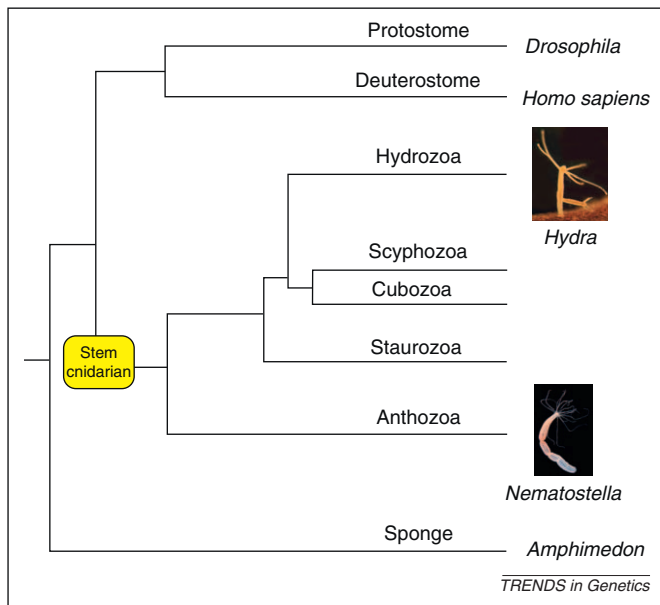 Protostome
Drosophila
Deuterostome
Homo sapiens
Hydrozoa
Hydra
Scyphozoa
Cubozoa
Stem
cnidarian
Staurozoa
Anthozoa
Nematostella
Sponge
Amphimedon
TRENDS in Genetics